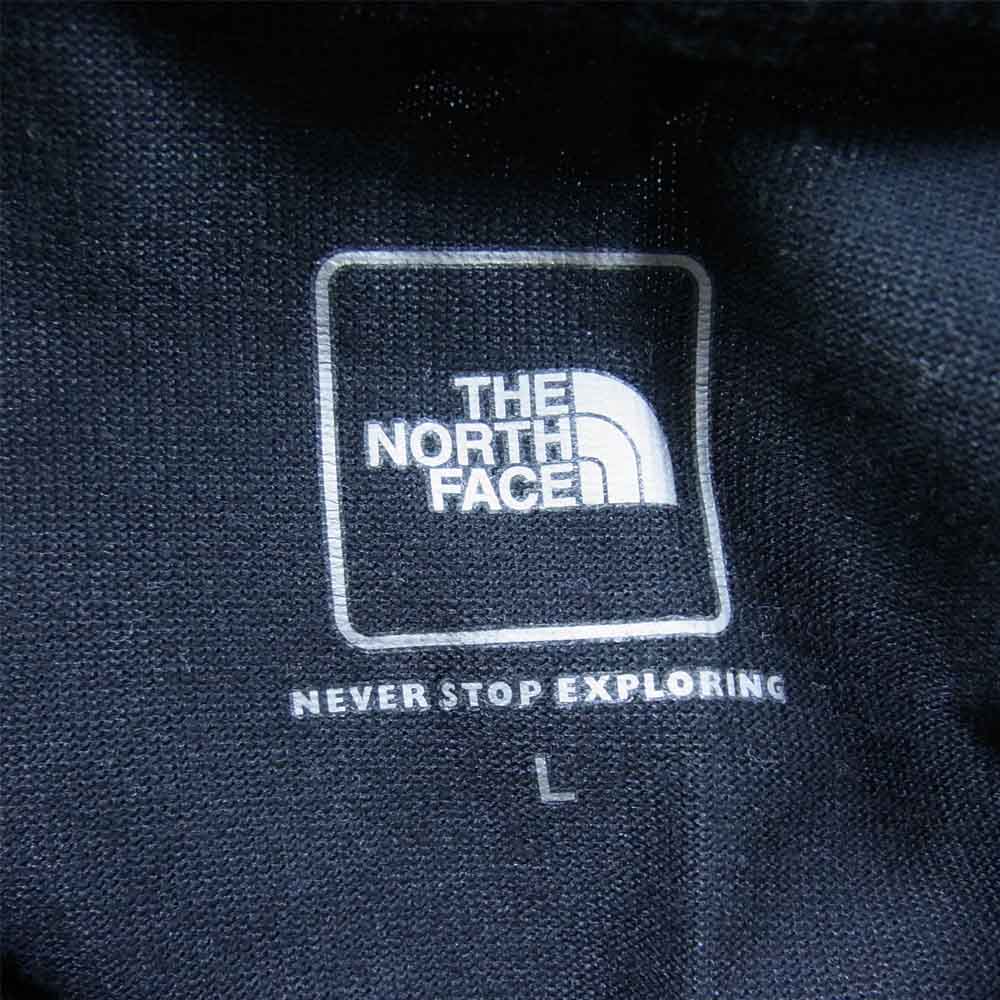 THE
NORTH
FACE
NEVER STOP EXPLORING
L